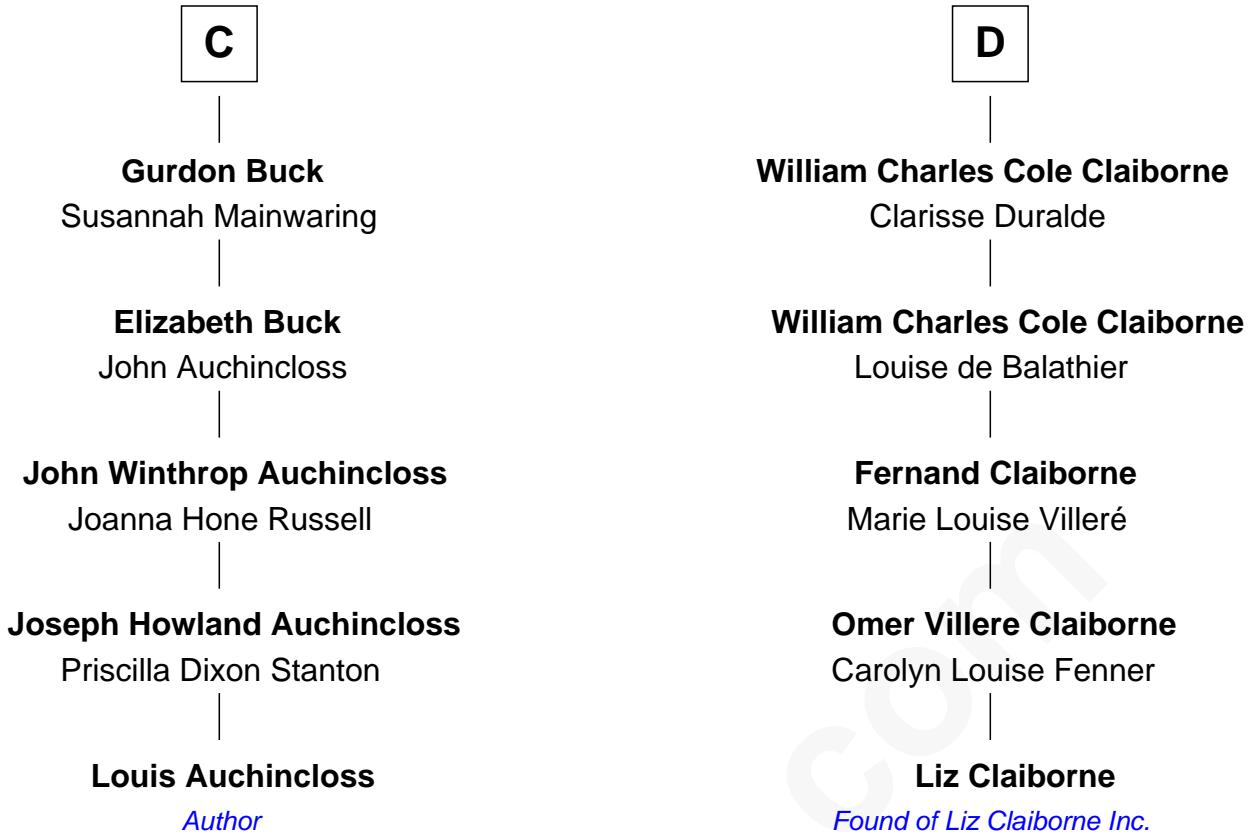 C
Gurdon Buck
Susannah Mainwaring
Elizabeth Buck
John Auchincloss
John Winthrop Auchincloss
Joanna Hone Russell
Joseph Howland Auchincloss
Priscilla Dixon Stanton
Louis Auchincloss
Author
D
William Charles Cole Claiborne
Clarisse Duralde
William Charles Cole Claiborne
Louise de Balathier
Fernand Claiborne
Marie Louise Villeré
Omer Villere Claiborne
Carolyn Louise Fenner
Liz Claiborne
Found of Liz Claiborne Inc.
com